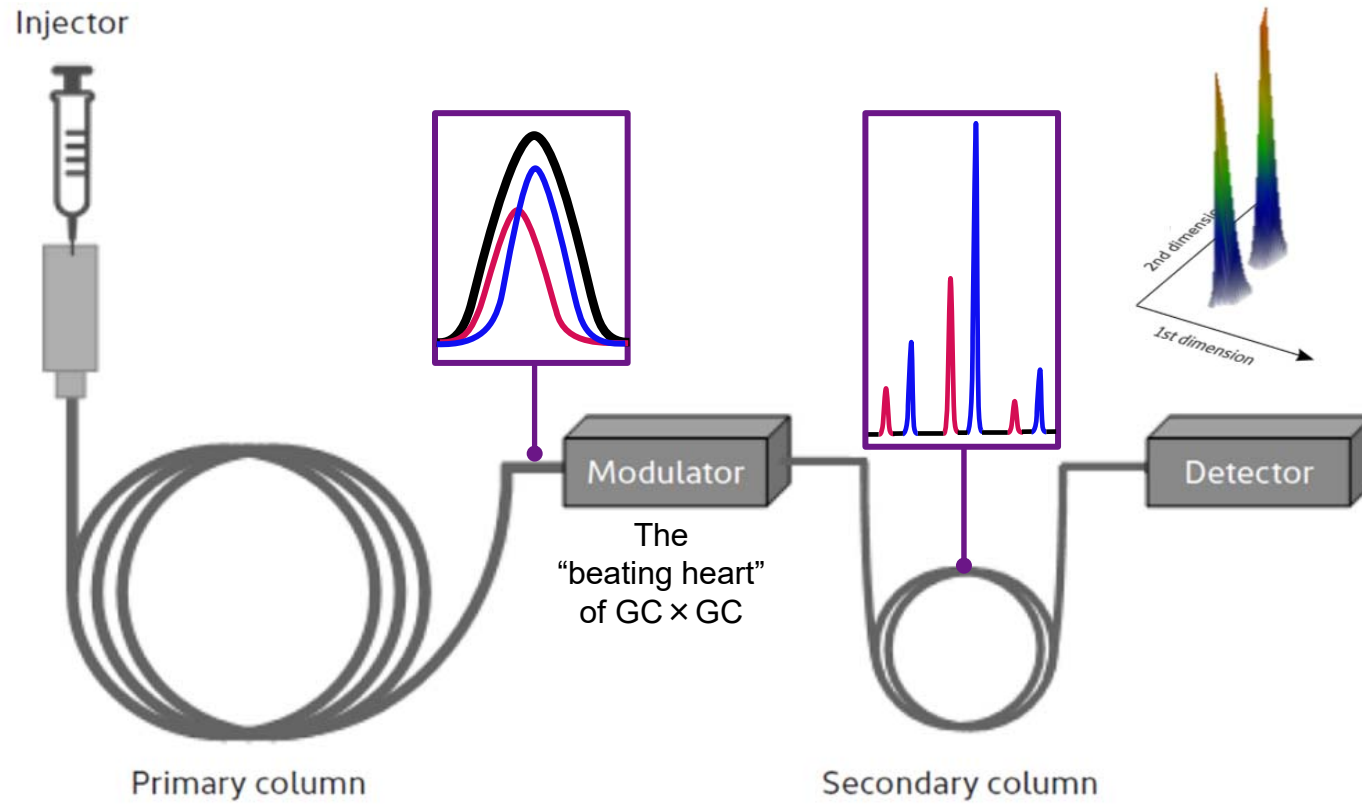 Injector
2nd dimension
1st dimension
Modulator
Detector
The
“beating heart”
of GC × GC
Primary column
Secondary column